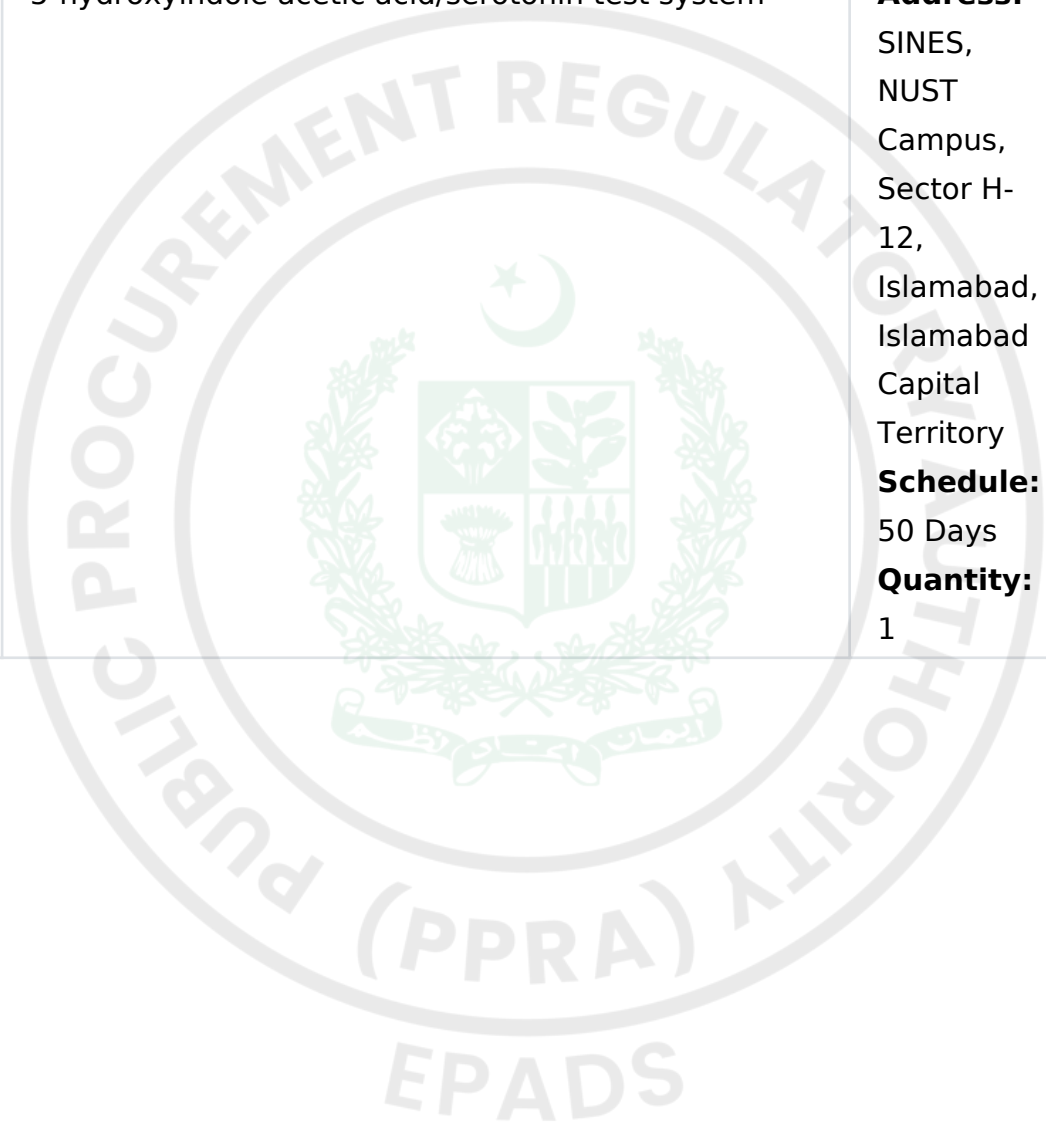 5-hydroxyindole acetic acid/serotonin test system
Address:
SINES,
NUST
Campus,
Sector H-
12,
Islamabad,
Islamabad
Capital
Territory
Schedule:
50 Days
Quantity:
1
PUBLIC PROCUREMENT REGULATORY AUTHORITY
(PPRA)
EPADS